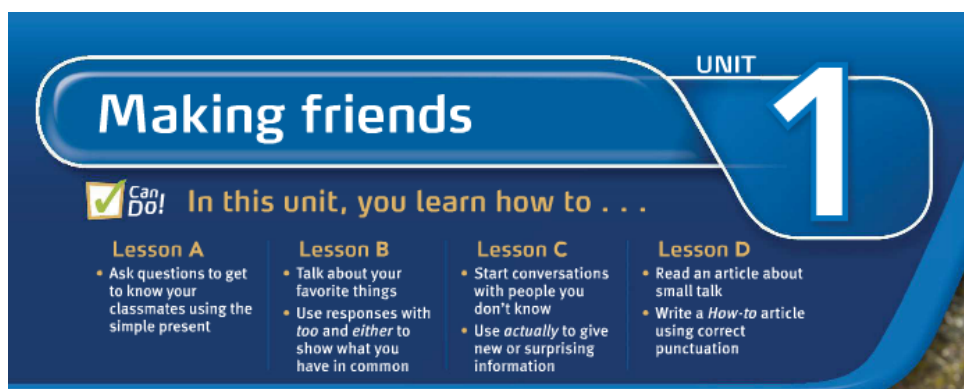 UNIT
1
Making friends
Can Do!
In this unit, you learn how to . . .
Lesson A
• Ask questions to get
to know your
classmates using the
simple present
Lesson B
• Talk about your
favorite things
• Use responses with
too and either to
show what you
have in common
Lesson C
• Start conversations
with people you
don't know
• Use actually to give
new or surprising
information
Lesson D
• Read an article about
small talk
• Write a How-to article
using correct
punctuation